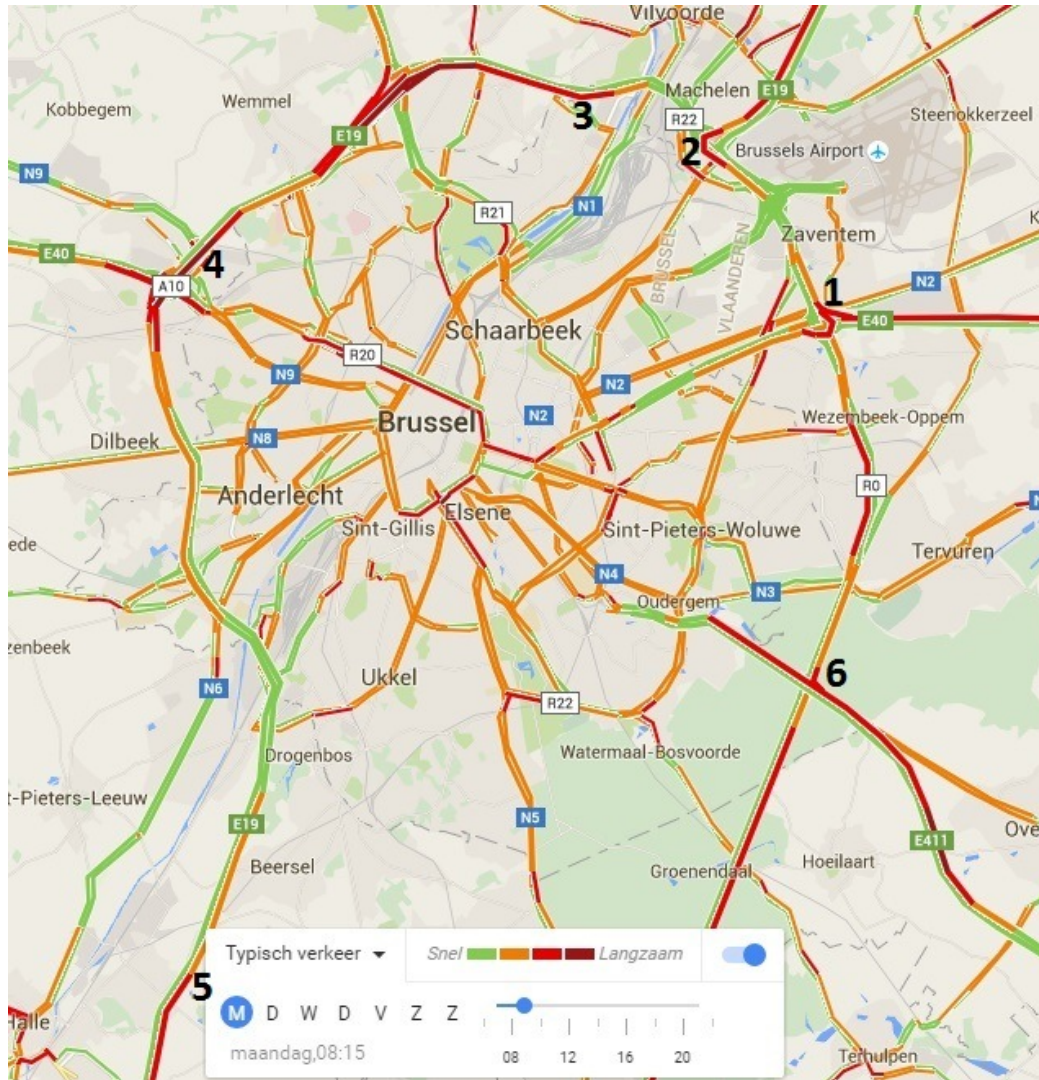 Vilvoorde
Kobbegem
Wemmel
Machelen
E19
Steenokkerzeel
3
R22
E19
2
Brussels Airport
N9
N1
R21
BRUSSEL
VLAANDEREN
Zaventem
K
E40
4
A10
1
N2
E40
Schaarbeek
R20
N9
N2
Brussel
N2
Wezembeek-Oppem
Dilbeek
N8
R0
Anderlecht
Elsene
Sint-Gillis
Sint-Pieters-Woluwe
ede
Tervuren
N4
N3
Oudergem
zenbeek
Ukkel
6
N6
R22
Drogenbos
Watermaal-Bosvoorde
t-Pieters-Leeuw
E19
N5
Ove
E411
Beersel
Groenendaal
Hoeilaart
5
Typisch verkeer
Snel
Langzaam
M D W D V Z Z
maandag,08:15
08 12 16 20
Halle
Terhulpen